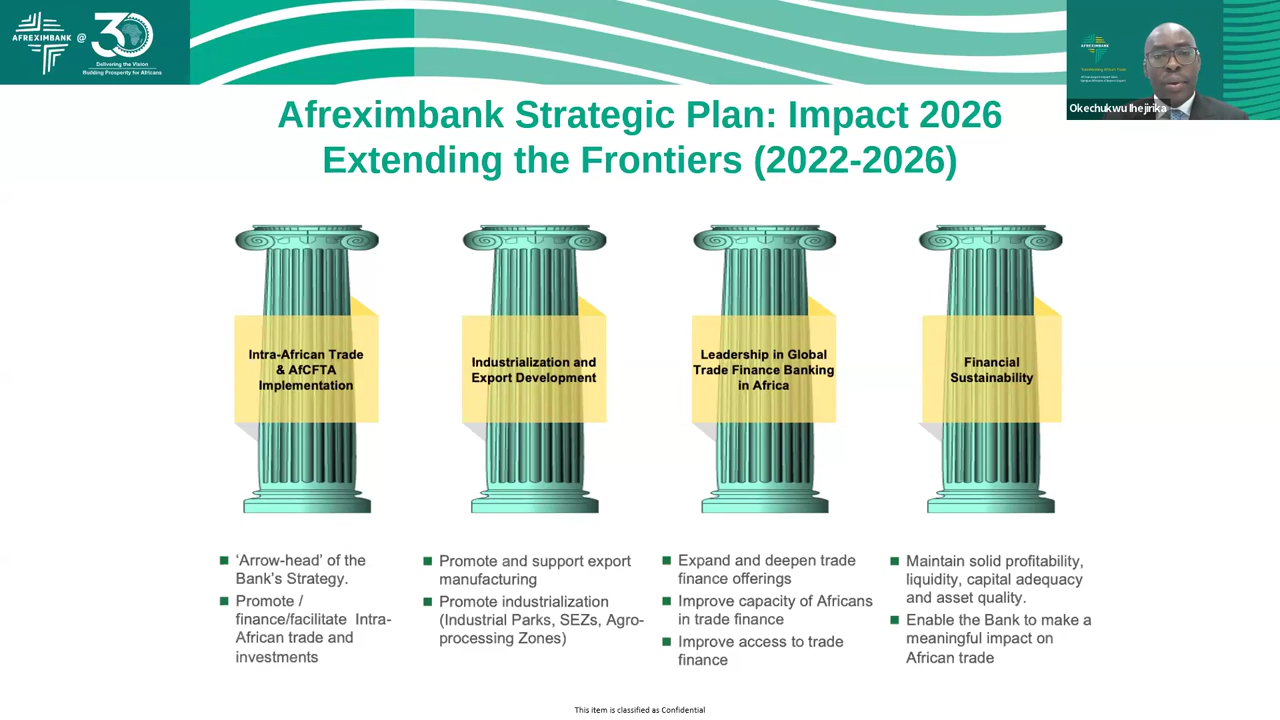 AFREXIMBANK @ 30
Delivering the Vision
Building Prosperity for Africans
AFREXIMBANK
Transforming African Trade
Okechukwu Ihejirika
Afreximbank Strategic Plan: Impact 2026
Extending the Frontiers (2022-2026)
Intra-African Trade
& AfCFTA
Implementation
Industrialization and
Export Development
Leadership in Global
Trade Finance Banking
in Africa
Financial
Sustainability
‘Arrow-head’ of the
Bank’s Strategy.
Promote /
finance/facilitate Intra-
African trade and
investments
Promote and support export
manufacturing
Promote industrialization
(Industrial Parks, SEZs, Agro-
processing Zones)
Expand and deepen trade
finance offerings
Improve capacity of Africans
in trade finance
Improve access to trade
finance
Maintain solid profitability,
liquidity, capital adequacy
and asset quality.
Enable the Bank to make a
meaningful impact on
African trade
This item is classified as Confidential